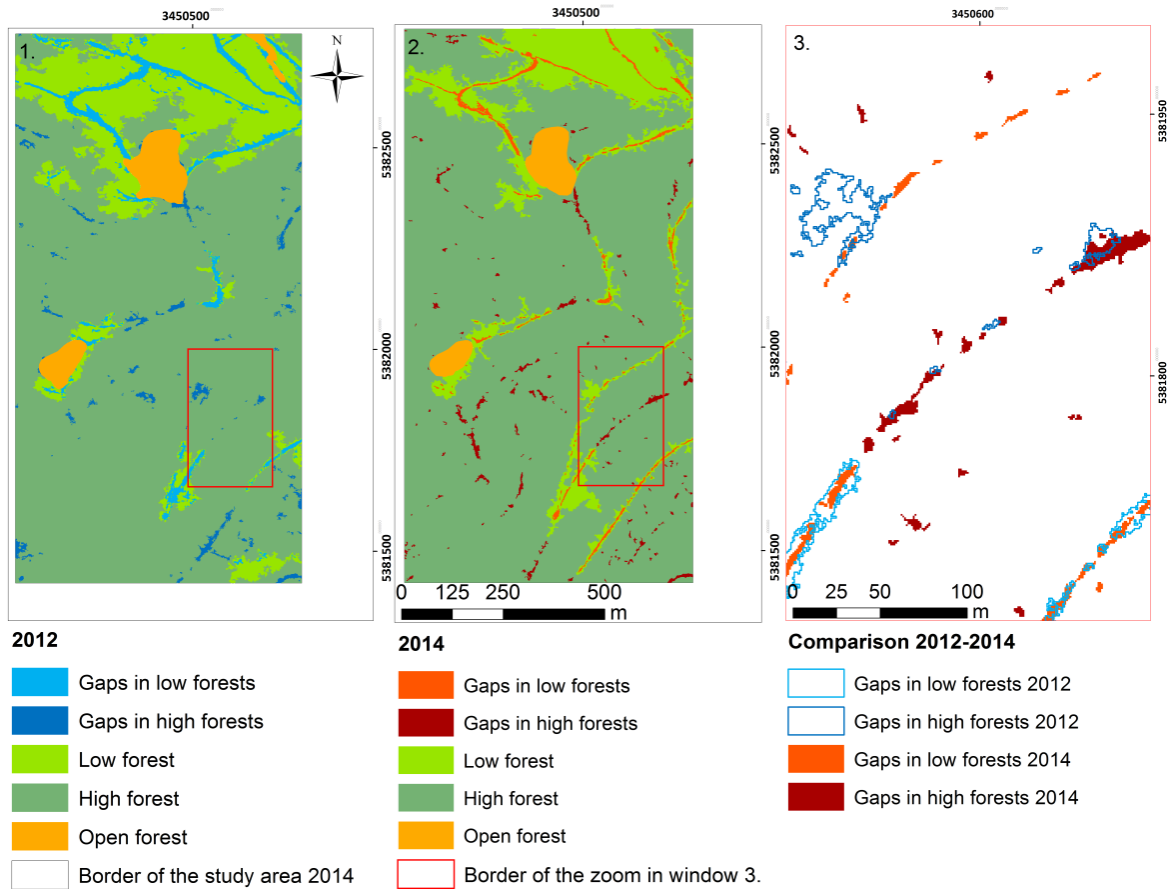 3450500
3450500
3450600
1.
N
2.
3.
5382500
5382500
5381950
5382000
5382000
5381800
5381500
5381500
0 125 250 500
m
0 25 50 100
m
2012
Gaps in low forests
Gaps in high forests
Low forest
High forest
Open forest
Border of the study area 2014
2014
Gaps in low forests
Gaps in high forests
Low forest
High forest
Open forest
Border of the zoom in window 3.
Comparison 2012-2014
Gaps in low forests 2012
Gaps in high forests 2012
Gaps in low forests 2014
Gaps in high forests 2014